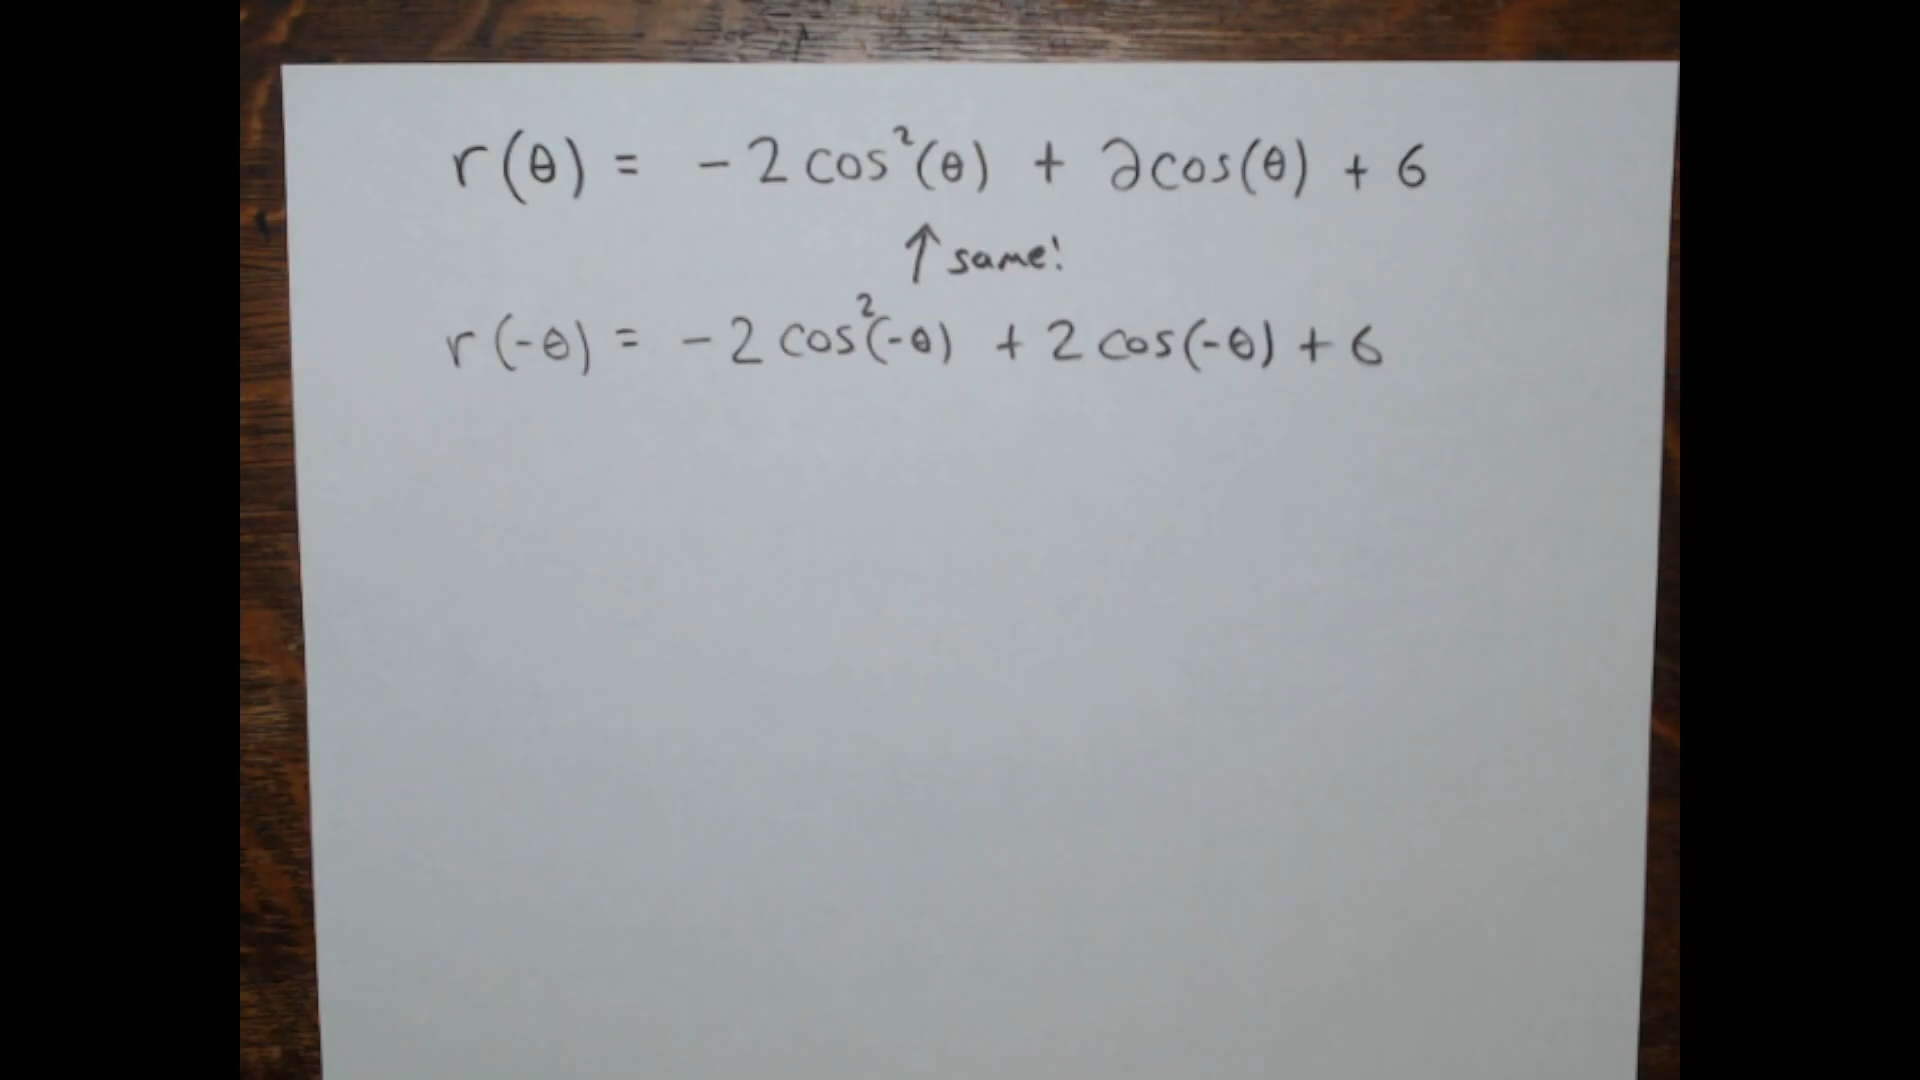 r(θ) = -2cos²(θ) + 2cos(θ) + 6
↑ same!
r(-θ) = -2cos²(-θ) + 2cos(-θ) + 6